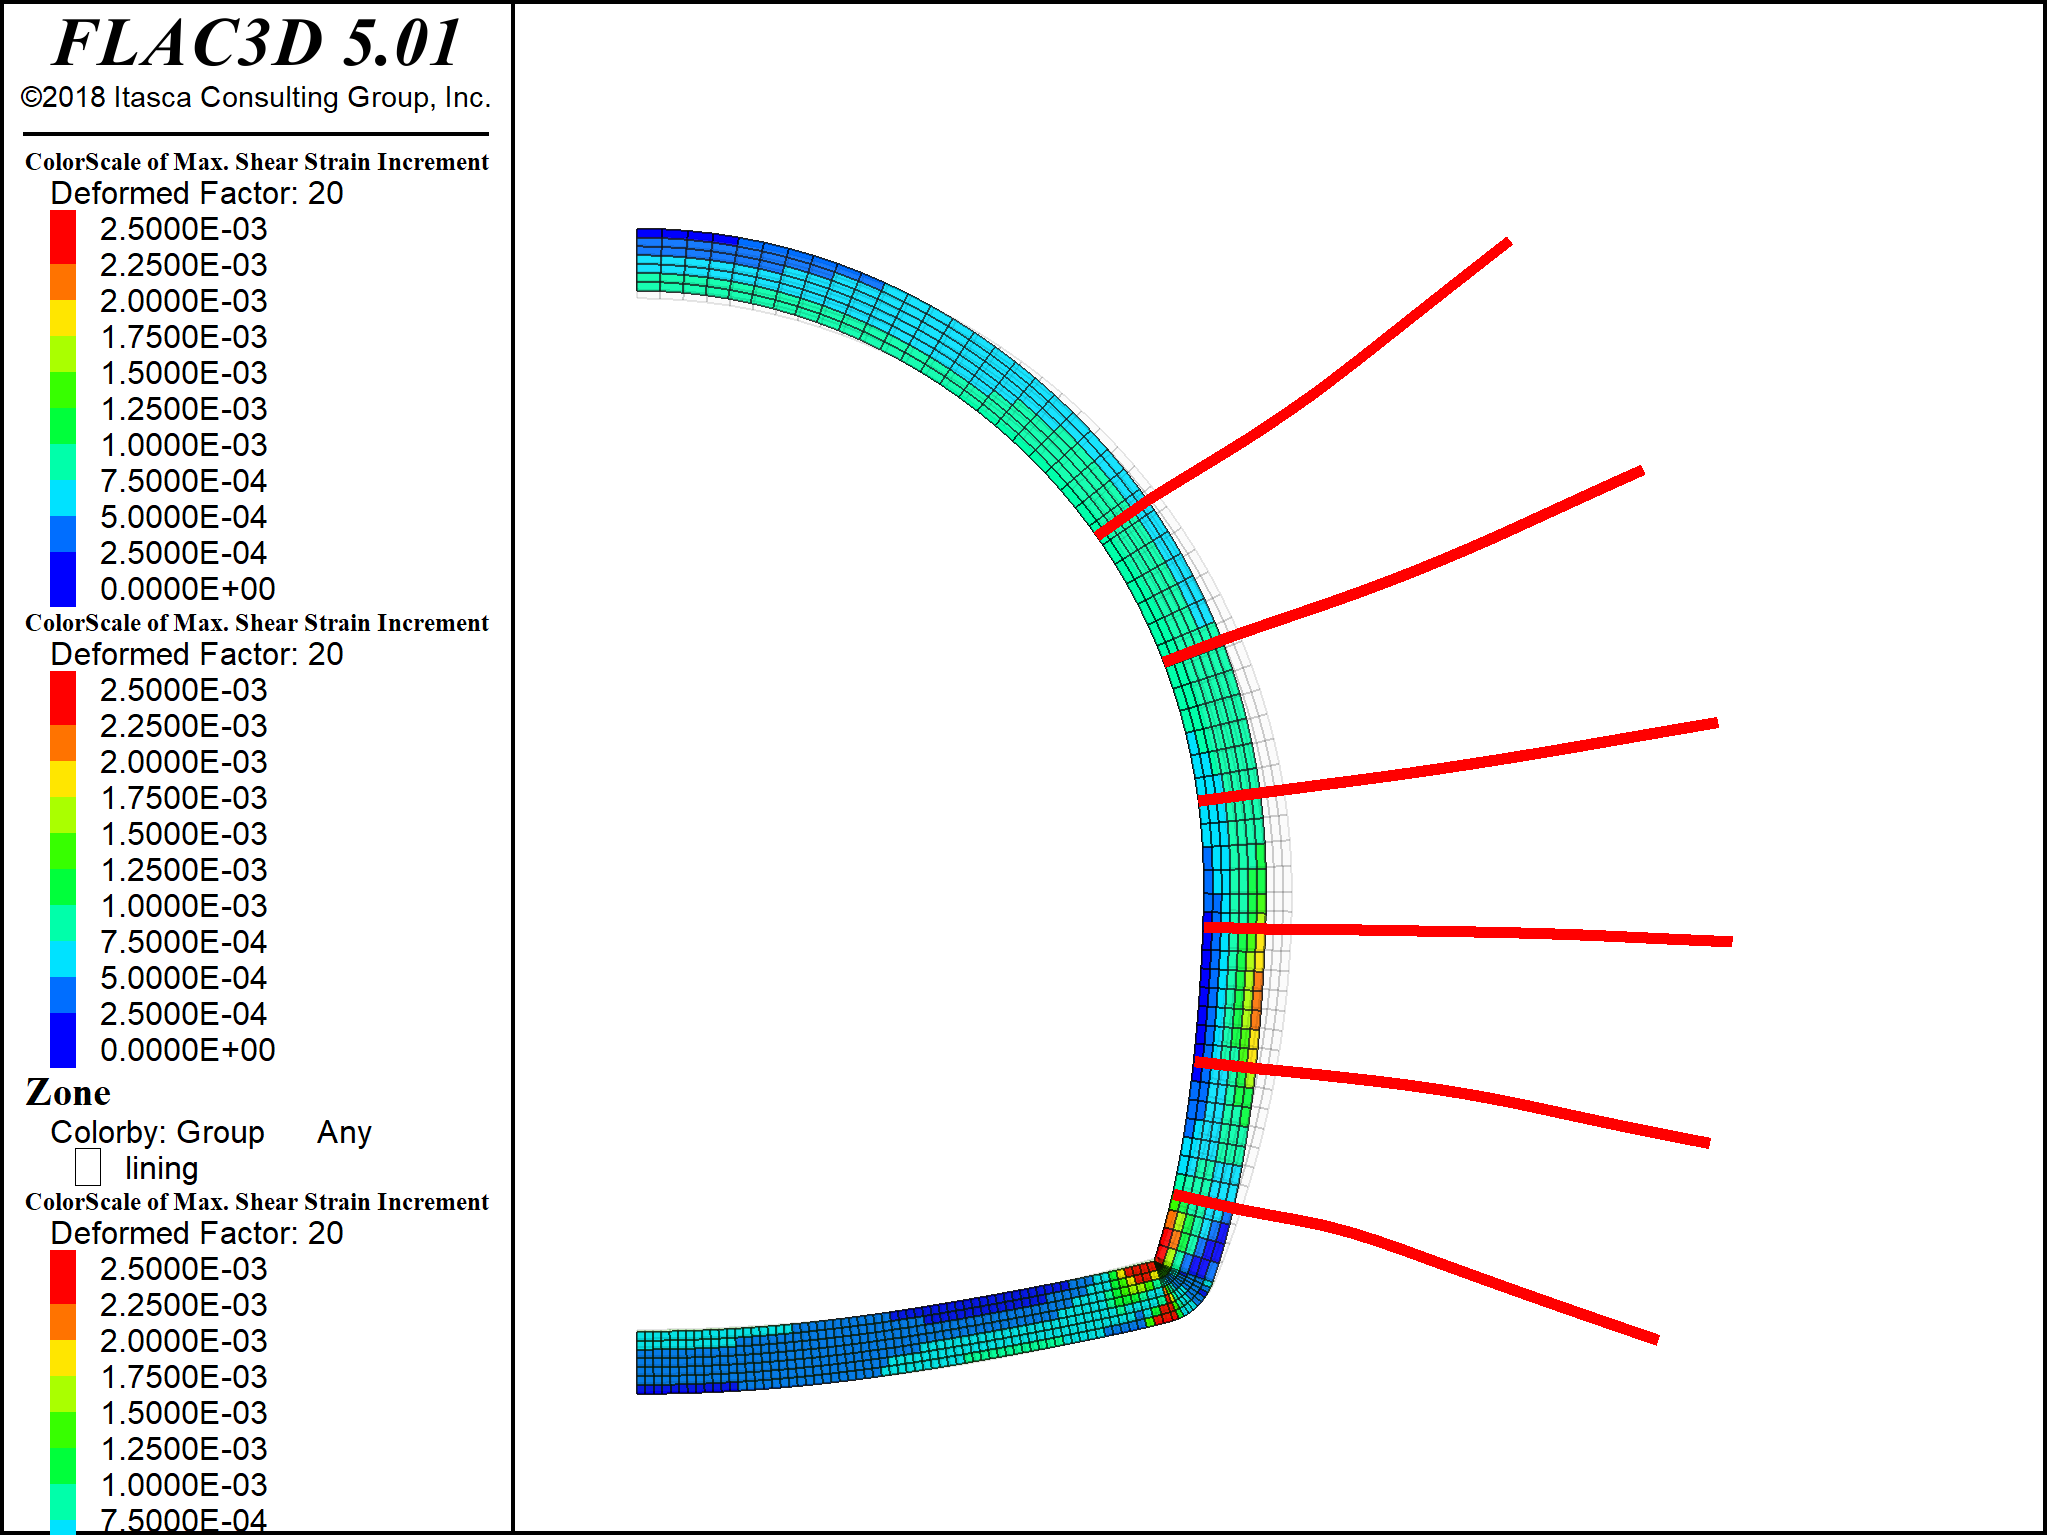 FLAC3D 5.01
©2018 Itasca Consulting Group, Inc.
ColorScale of Max. Shear Strain Increment
Deformed Factor: 20
2.5000E-03
2.2500E-03
2.0000E-03
1.7500E-03
1.5000E-03
1.2500E-03
1.0000E-03
7.5000E-04
5.0000E-04
2.5000E-04
0.0000E+00
ColorScale of Max. Shear Strain Increment
Deformed Factor: 20
2.5000E-03
2.2500E-03
2.0000E-03
1.7500E-03
1.5000E-03
1.2500E-03
1.0000E-03
7.5000E-04
5.0000E-04
2.5000E-04
0.0000E+00
Zone
Colorby: Group Any
lining
ColorScale of Max. Shear Strain Increment
Deformed Factor: 20
2.5000E-03
2.2500E-03
2.0000E-03
1.7500E-03
1.5000E-03
1.2500E-03
1.0000E-03
7.5000E-04